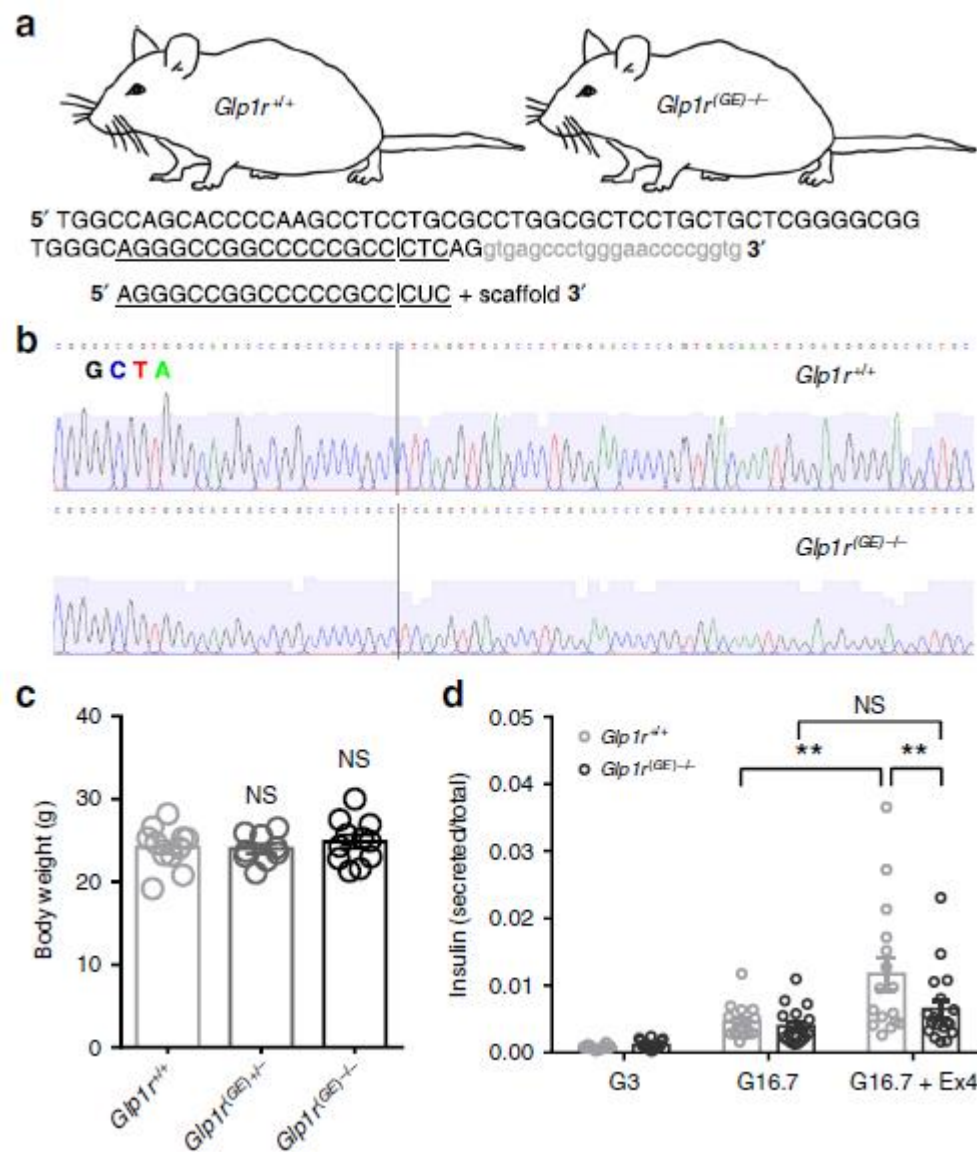 a
Glp1r+/+
Glp1r(GE)−/−
5′ TGGCCAGCACCCCAAGCCTCCTGCGCCTGGCGCTCCTGCTGCTCGGGGCGG
TGGGCAGGGCCGGCCCCCGCC|CTCAGgtgagccctgggaaccccggtg 3′
5′ AGGGCCGGCCCCCGCC|CUC + scaffold 3′
b
G C T A
Glp1r+/+
Glp1r(GE)−/−
c
Body weight (g)
40
30
20
10
0
NS
NS
Glp1r+/+
Glp1r(GE)+/−
Glp1r(GE)−/−
d
Insulin (secreted/total)
0.05
0.04
0.03
0.02
0.01
0.00
Glp1r+/+
Glp1r(GE)−/−
NS
**
**
G3
G16.7
G16.7 + Ex4